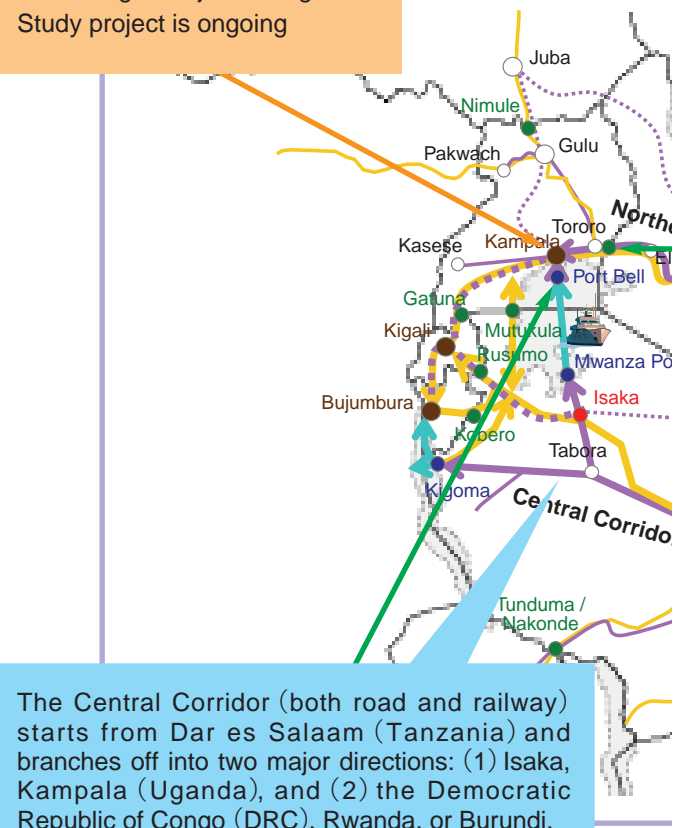 Study project is ongoing
Juba
Nimule
Pakwach
Gulu
Tororo
Kasese
Kampala
Port Bell
Gatuna
Kigali
Mutukula
Rusumo
Mwanza
Isaka
Bujumbura
Kobero
Tabora
Kigoma
Central
Tunduma /
Nakonde
The Central Corridor (both road and railway)
starts from Dar es Salaam (Tanzania) and
branches off into two major directions: (1) Isaka,
Kampala (Uganda), and (2) the Democratic
Republic of Congo (DRC), Rwanda, or Burundi.